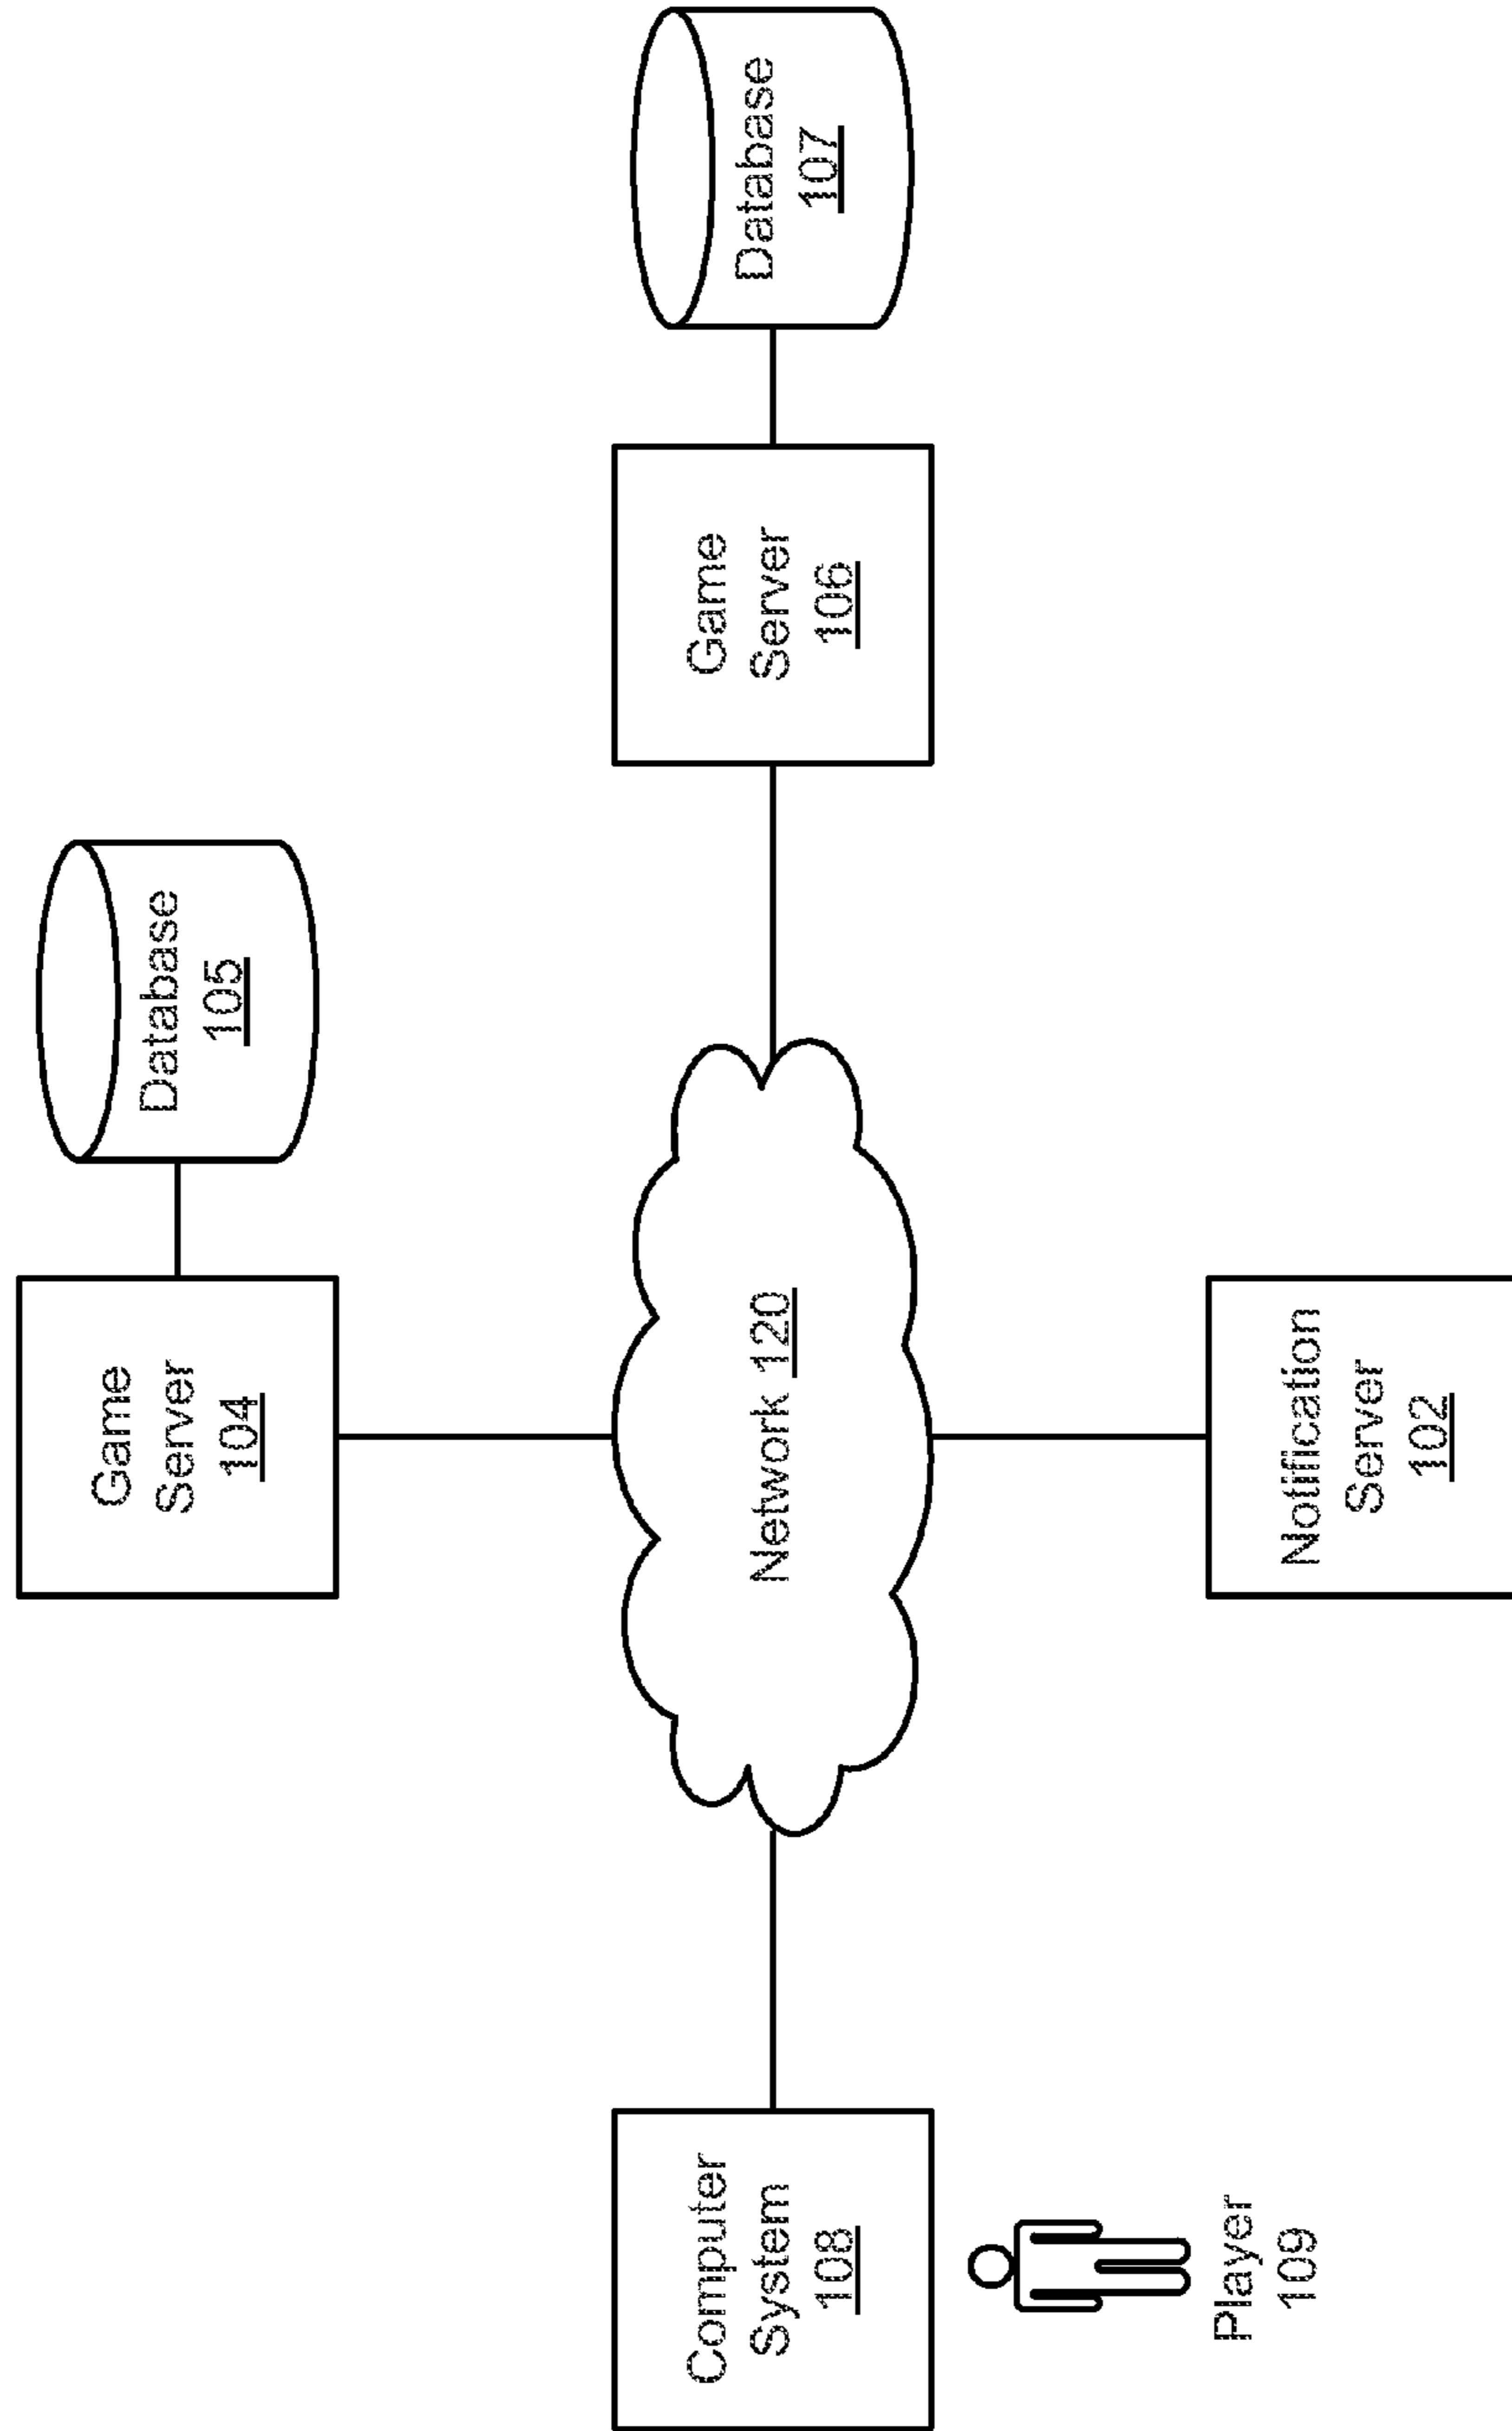 Game
Server
104
Database
105
Computer
System
108
Network 120
Game
Server
106
Database
107
Player
109
Notification
Server
102